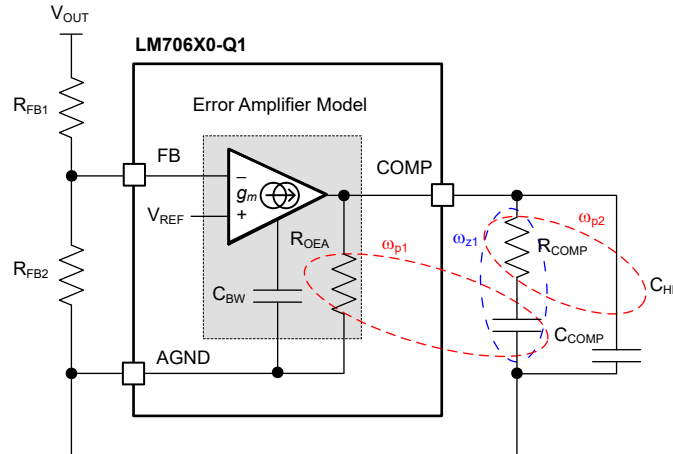 VOUT
LM706X0-Q1
RFB1
Error Amplifier Model
FB
COMP
gm
−
+
VREF
ROEA
ωp1
ωz1
ωp2
RCOMP
RFB2
CBW
CH
CCOMP
AGND